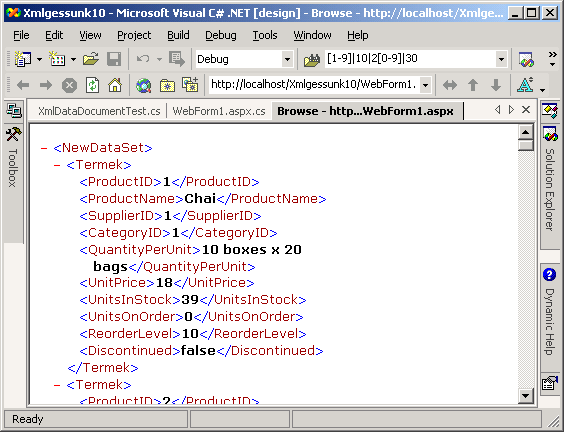 Xmlgessunk10 - Microsoft Visual C# .NET [design] - Browse - http://localhost/Xmlg...
File Edit View Project Build Debug Tools Window Help
Debug [1-9]|10|2[0-9]|30
http://localhost/Xmlgessunk10/WebForm1.
XmlDataDocumentTest.cs WebForm1.aspx.cs Browse - http...WebForm1.aspx
Toolbox
- <NewDataSet>
- <Termek>
<ProductID>1</ProductID>
<ProductName>Chai</ProductName>
<SupplierID>1</SupplierID>
<CategoryID>1</CategoryID>
<QuantityPerUnit>10 boxes x 20
bags</QuantityPerUnit>
<UnitPrice>18</UnitPrice>
<UnitsInStock>39</UnitsInStock>
<UnitsOnOrder>0</UnitsOnOrder>
<ReorderLevel>10</ReorderLevel>
<Discontinued>false</Discontinued>
</Termek>
- <Termek>
<ProductID>2</ProductID>
Solution Explorer
Dynamic Help
Ready